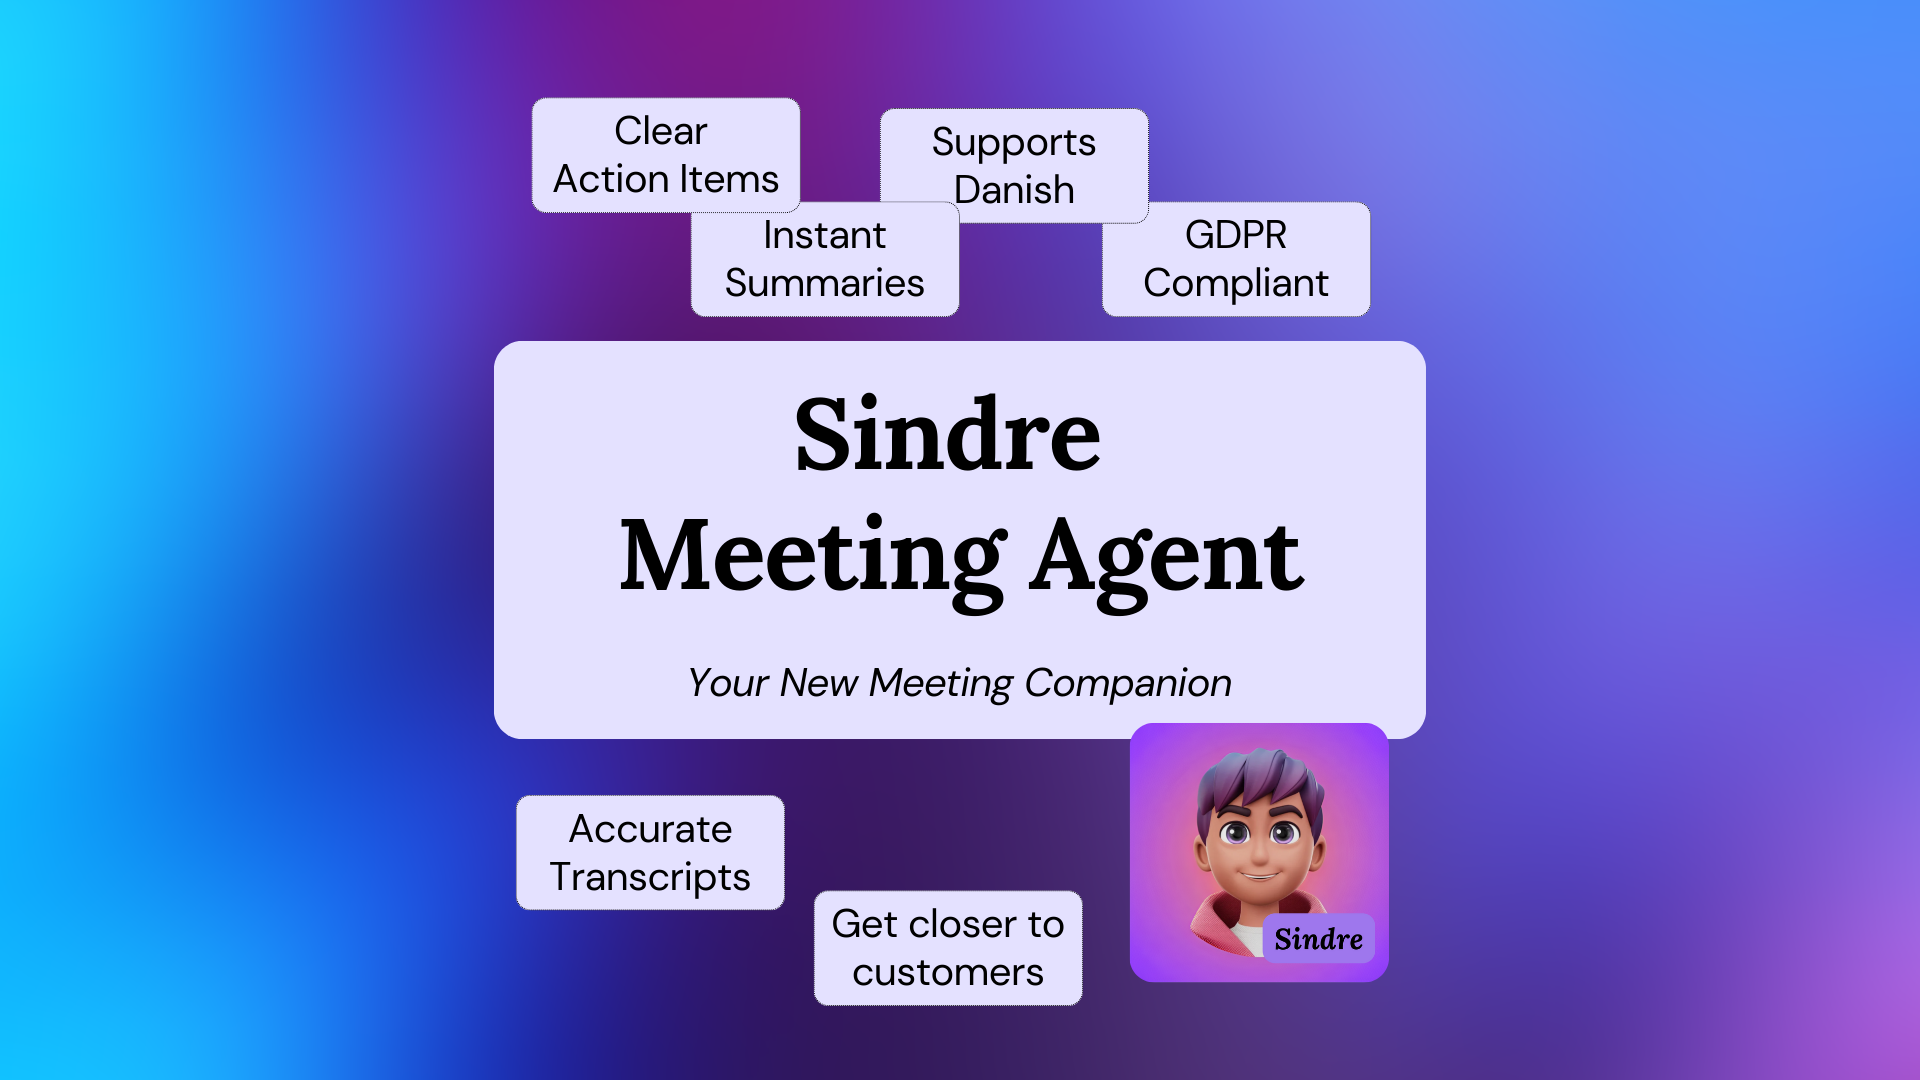 Clear
Action Items
Supports
Danish
Instant
Summaries
GDPR
Compliant
Sindre
Meeting Agent
Your New Meeting Companion
Accurate
Transcripts
Get closer to
customers
Sindre